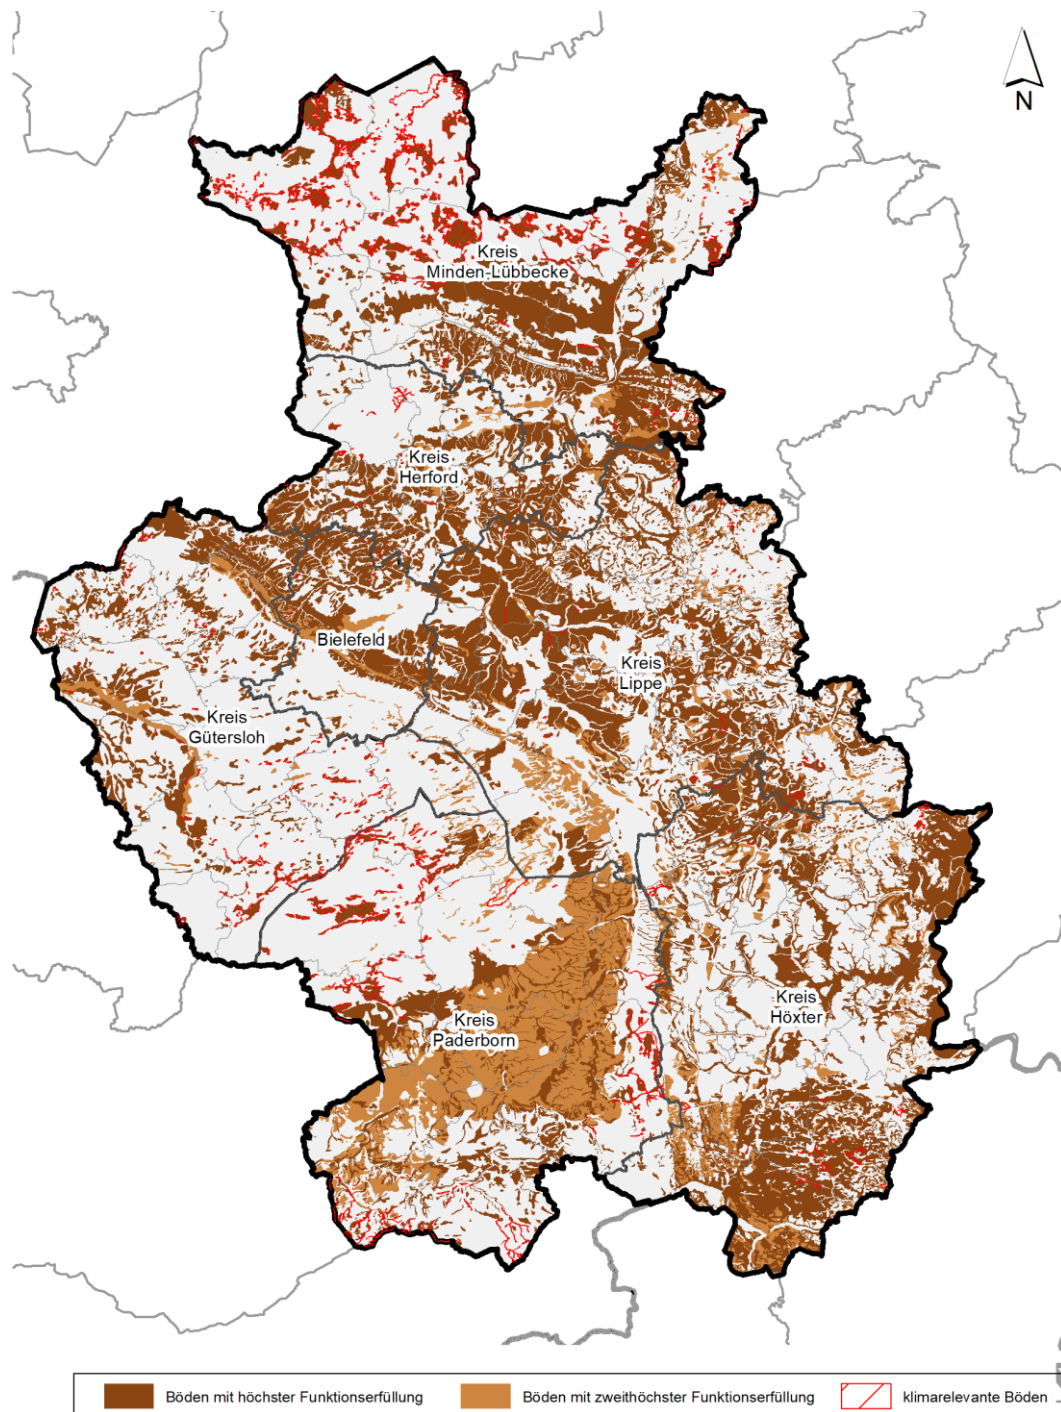 N
Kreis
Minden-Lübbecke
Kreis
Herford
Bielefeld
Kreis
Lippe
Kreis
Gütersloh
Kreis
Höxter
Kreis
Paderborn
Böden mit höchster Funktionserfüllung
Böden mit zweithöchster Funktionserfüllung
klimarelevante Böden